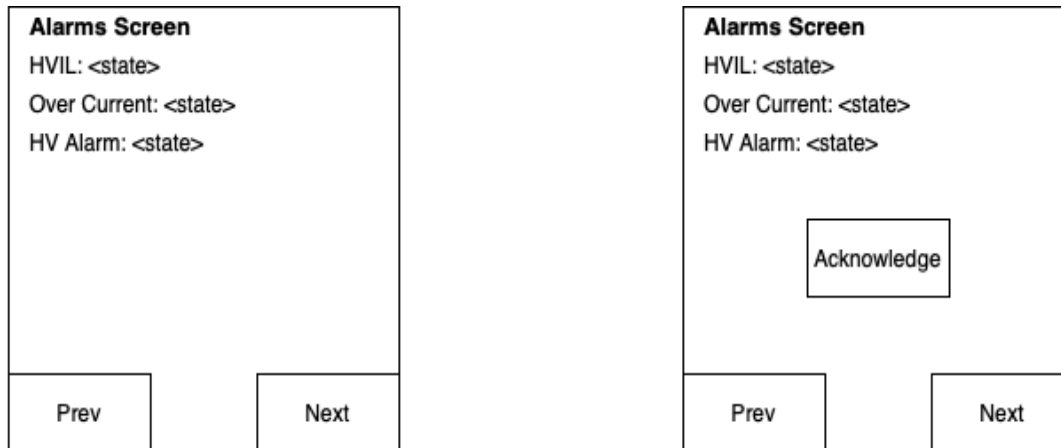 Alarms Screen
HVIL: <state>
Over Current: <state>
HV Alarm: <state>
Prev
Next
Alarms Screen
HVIL: <state>
Over Current: <state>
HV Alarm: <state>
Acknowledge
Prev
Next